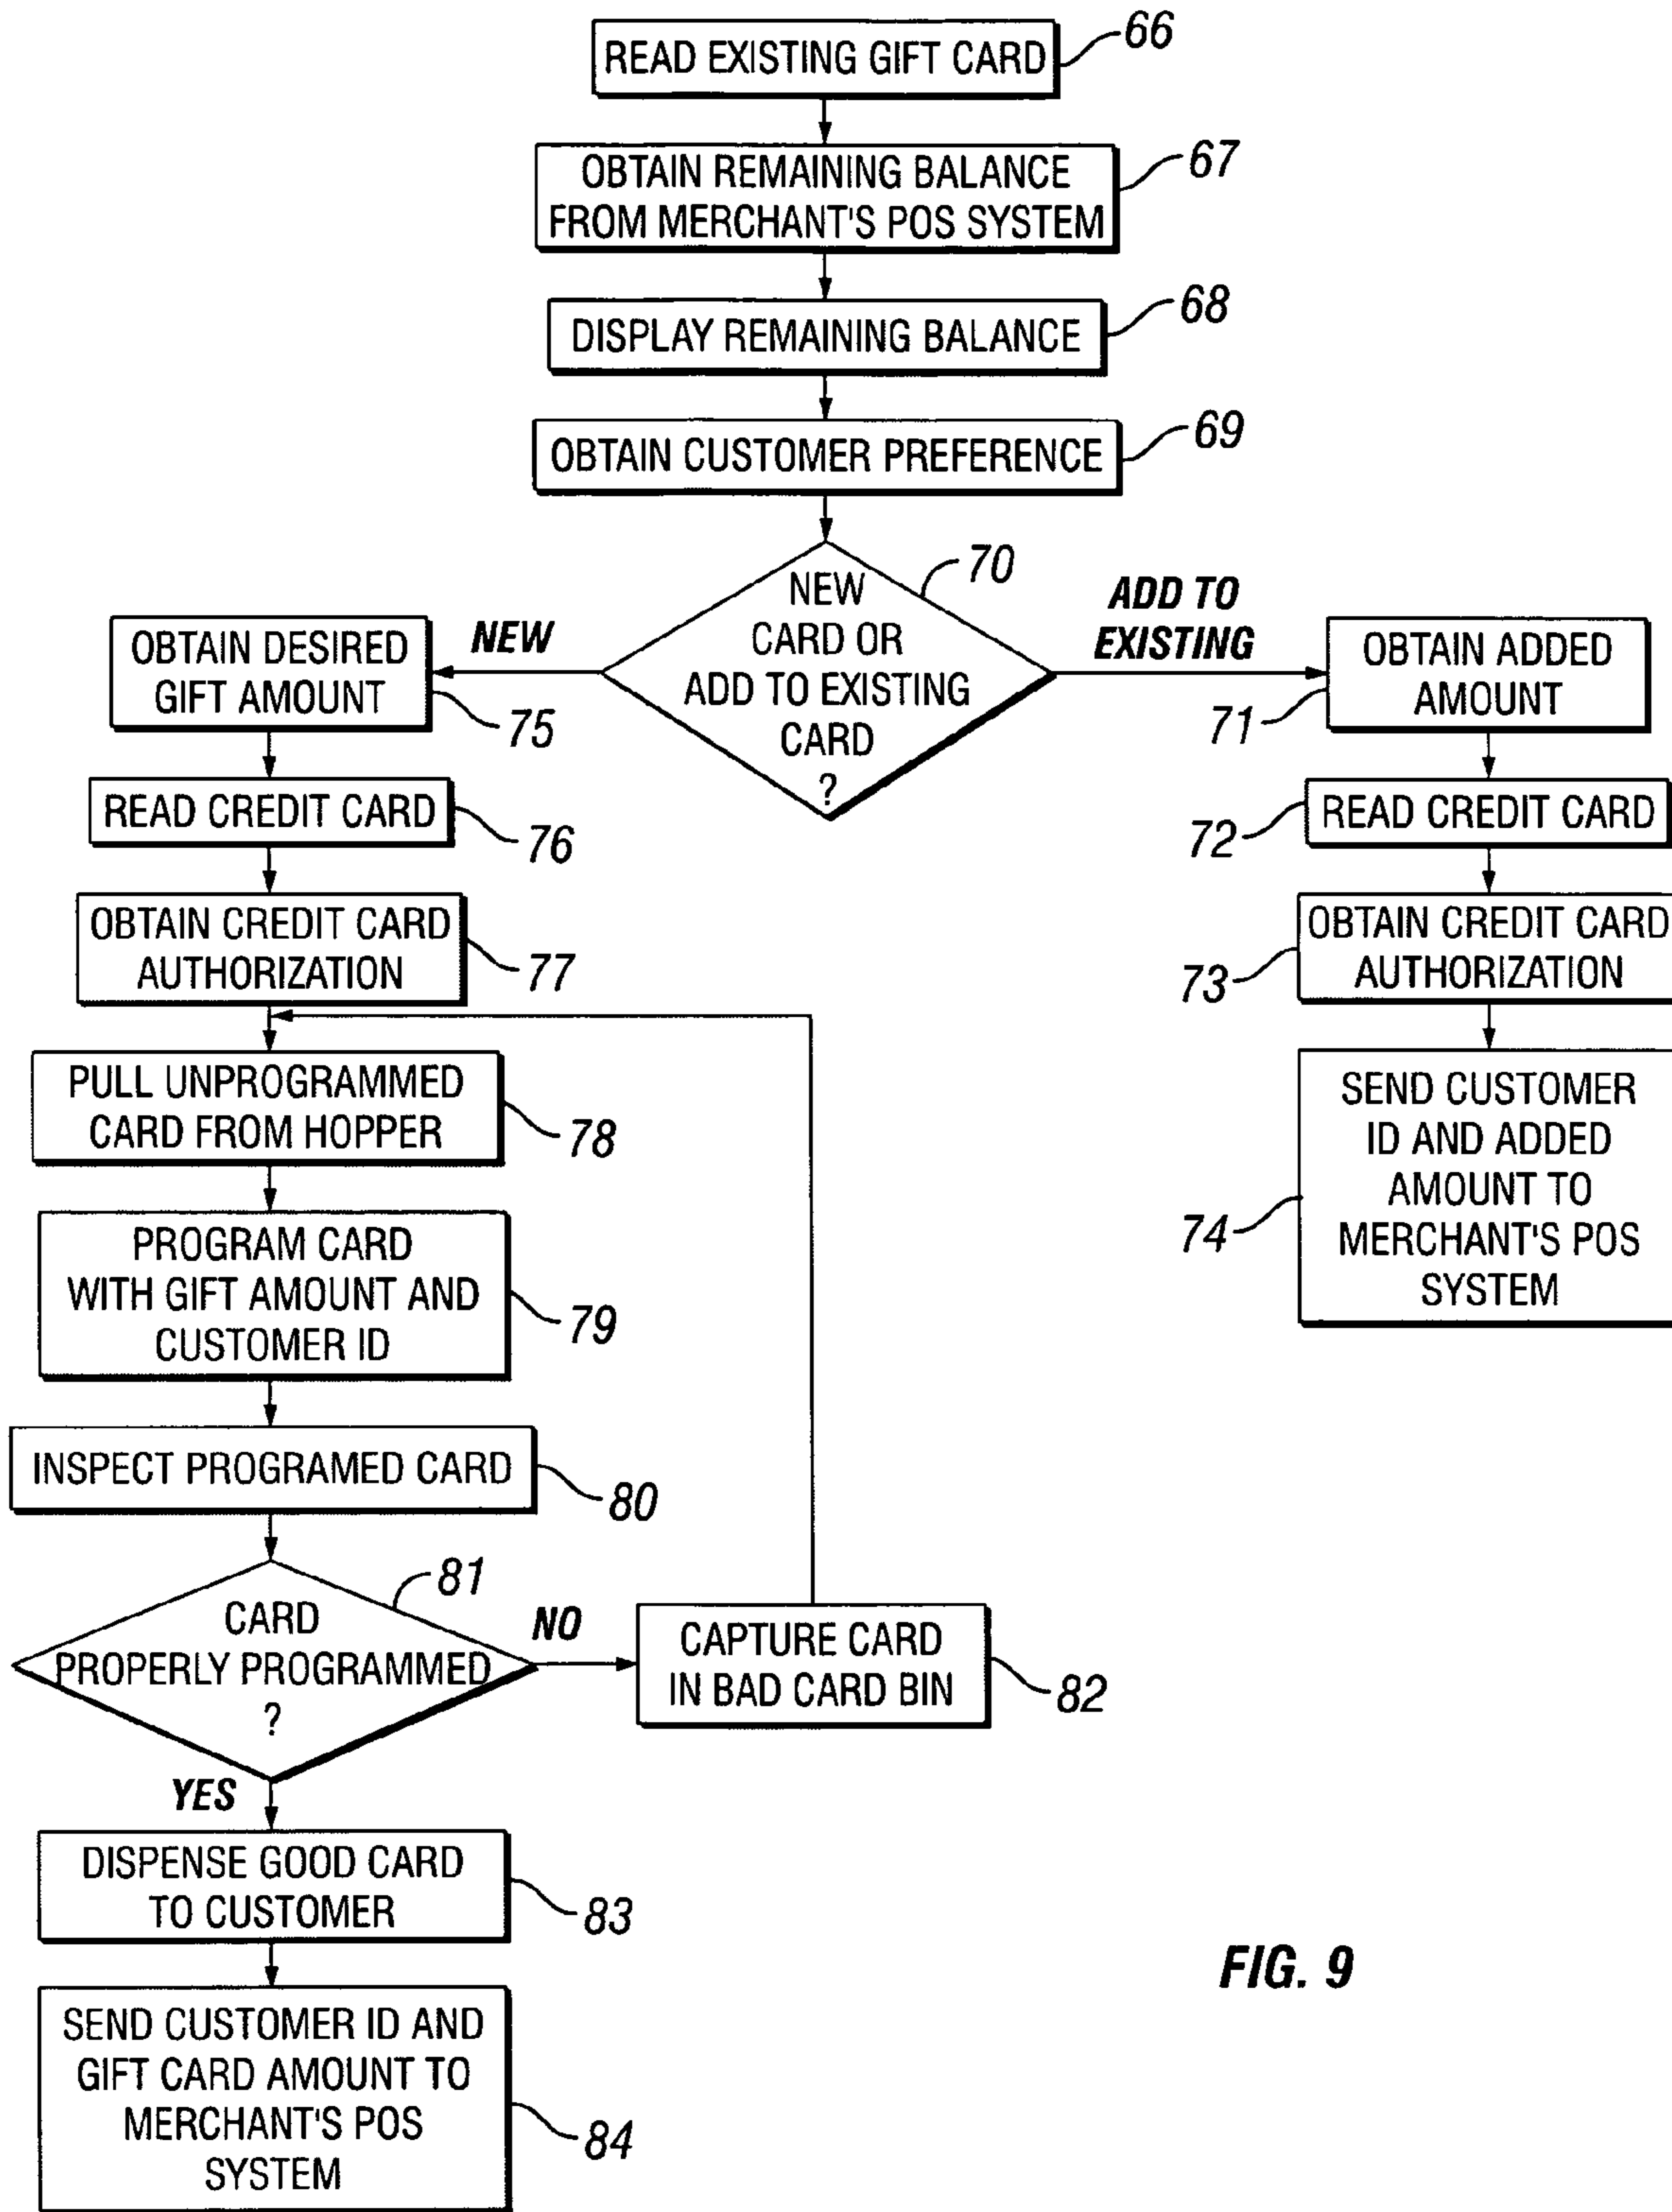 READ EXISTING GIFT CARD
66
OBTAIN REMAINING BALANCE
FROM MERCHANT'S POS SYSTEM
67
DISPLAY REMAINING BALANCE
68
OBTAIN CUSTOMER PREFERENCE
69
NEW
CARD OR
ADD TO EXISTING
CARD
?
70
NEW
ADD TO
EXISTING
OBTAIN DESIRED
GIFT AMOUNT
75
READ CREDIT CARD
76
OBTAIN CREDIT CARD
AUTHORIZATION
77
PULL UNPROGRAMMED
CARD FROM HOPPER
78
PROGRAM CARD
WITH GIFT AMOUNT AND
CUSTOMER ID
79
INSPECT PROGRAMED CARD
80
CARD
PROPERLY PROGRAMMED
?
81
NO
CAPTURE CARD
IN BAD CARD BIN
82
YES
DISPENSE GOOD CARD
TO CUSTOMER
83
SEND CUSTOMER ID AND
GIFT CARD AMOUNT TO
MERCHANT'S POS
SYSTEM
84
OBTAIN ADDED
AMOUNT
71
READ CREDIT CARD
72
OBTAIN CREDIT CARD
AUTHORIZATION
73
SEND CUSTOMER
ID AND ADDED
AMOUNT TO
MERCHANT'S POS
SYSTEM
74
FIG. 9